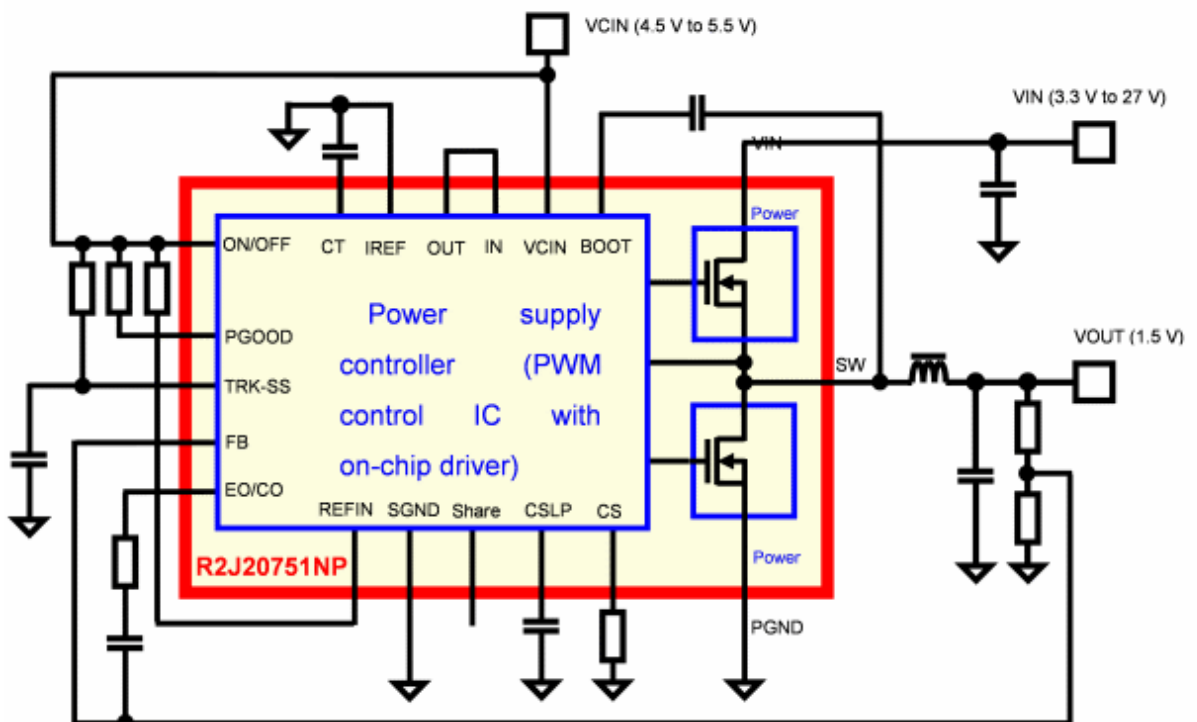 VCIN (4.5 V to 5.5 V)
VIN (3.3 V to 27 V)
VIN
Power
ON/OFF
CT IREF OUT IN VCIN BOOT
Power supply
PGOOD
controller (PWM
VOUT (1.5 V)
SW
TRK-SS
control IC with
FB
on-chip driver)
EO/CO
REFIN SGND Share CSLP CS
R2J20751NP
Power
PGND